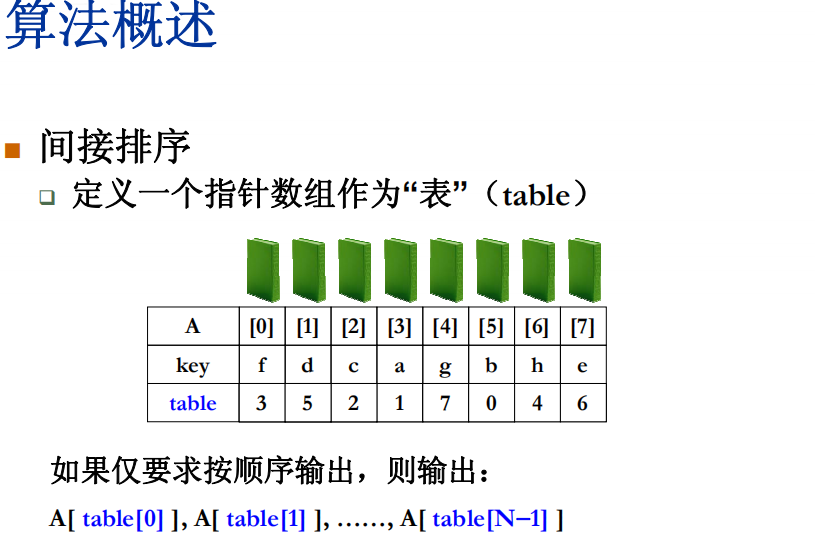 算法概述
间接排序
定义一个指针数组作为“表”（table）
A [0] [1] [2] [3] [4] [5] [6] [7]
key f d c a g b h e
table 3 5 2 1 7 0 4 6
如果仅要求按顺序输出，则输出：
A[ table[0] ], A[ table[1] ], ……, A[ table[N−1] ]